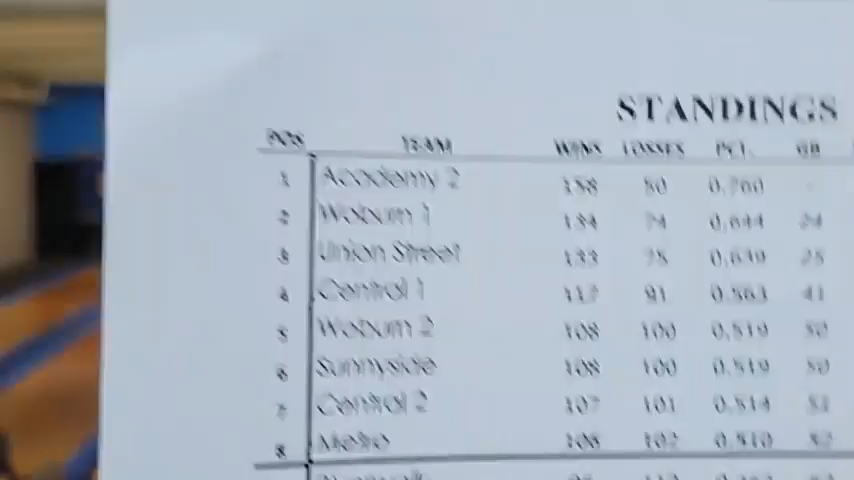 STANDINGS
POS TEAM WINS LOSSES PCT. GB
1 Academy 2 158 50 0.760 -
2 Woburn 1 134 74 0.644 24
3 Union Street 133 75 0.639 25
4 Central 1 117 91 0.563 41
5 Woburn 2 108 100 0.519 50
6 Sunnyside 108 100 0.519 50
7 Central 2 107 101 0.514 51
8 Metro 106 102 0.510 52